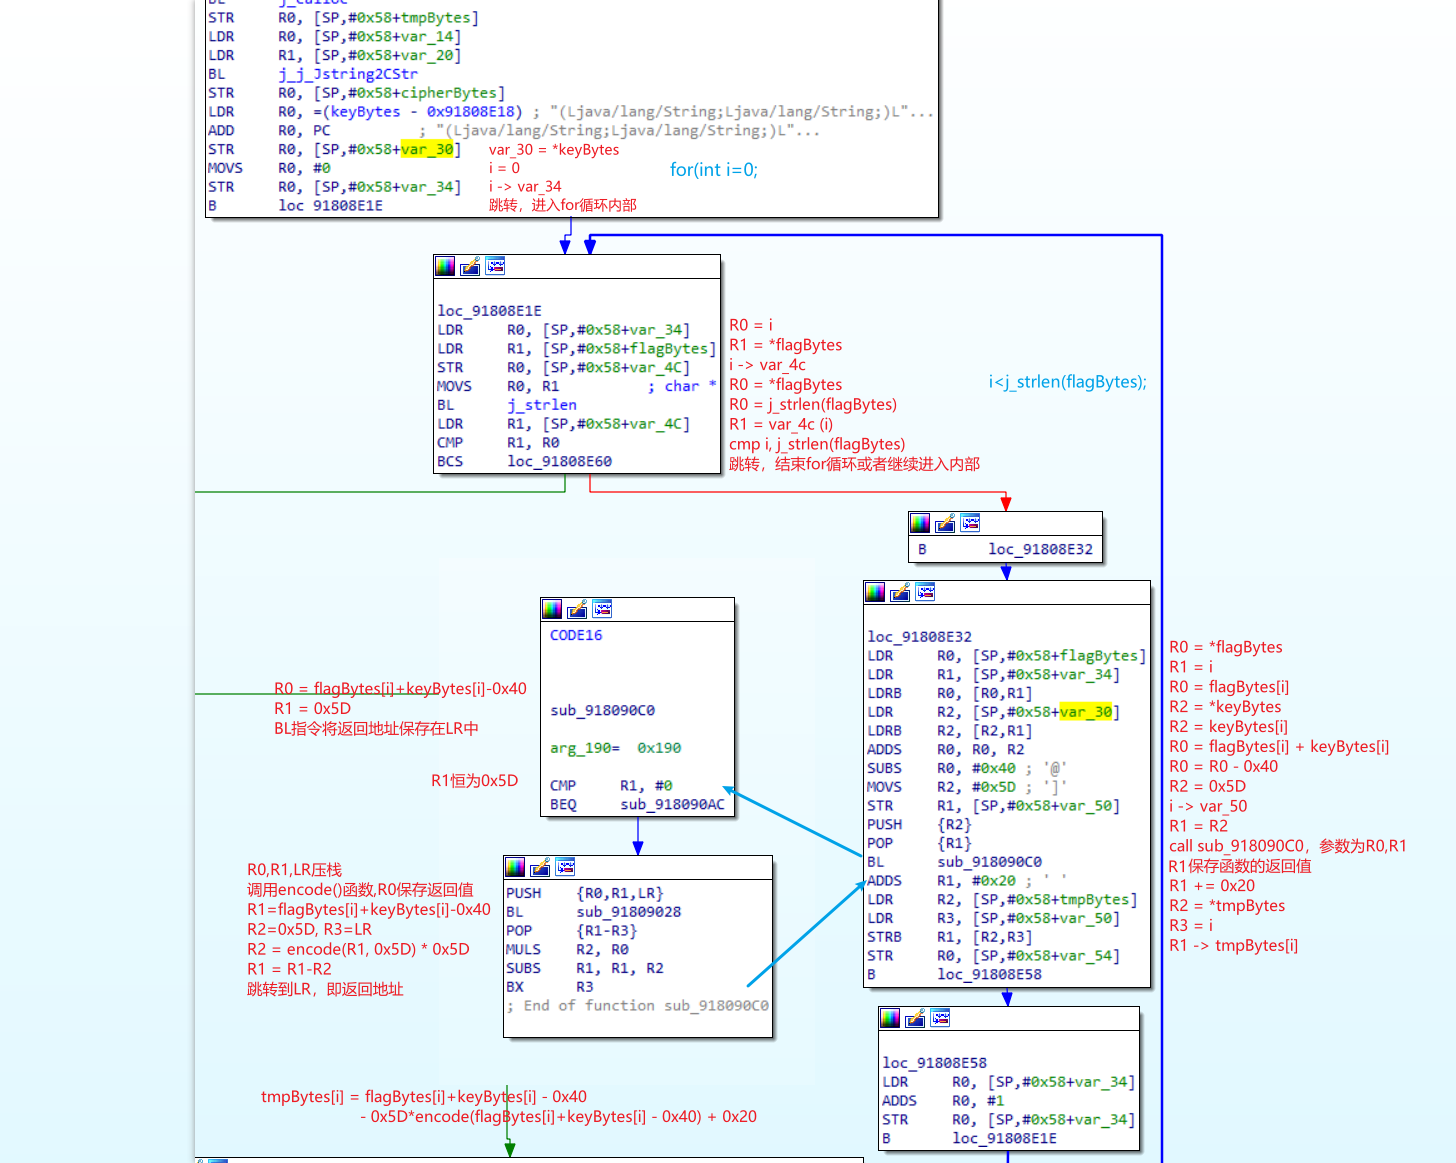 BL j_calloc
STR R0, [SP,#0x58+tmpBytes]
LDR R0, [SP,#0x58+var_14]
LDR R1, [SP,#0x58+var_20]
BL j_j_Jstring2CStr
STR R0, [SP,#0x58+cipherBytes]
LDR R0, =(keyBytes - 0x91808E18) ; "(Ljava/lang/String;Ljava/lang/String;)L"...
ADD R0, PC ; "(Ljava/lang/String;Ljava/lang/String;)L"...
STR R0, [SP,#0x58+var_30] var_30 = *keyBytes
MOVS R0, #0 i = 0
for(int i=0;
STR R0, [SP,#0x58+var_34] i -> var_34
B loc_91808E1E 跳转，进入for循环内部
loc_91808E1E
LDR R0, [SP,#0x58+var_34]
LDR R1, [SP,#0x58+flagBytes]
STR R0, [SP,#0x58+var_4C]
MOVS R0, R1 ; char *
BL j_strlen
LDR R1, [SP,#0x58+var_4C]
CMP R1, R0
BCS loc_91808E60
R0 = i
R1 = *flagBytes
i -> var_4c
R0 = *flagBytes
R0 = j_strlen(flagBytes)
R1 = var_4c (i)
cmp i, j_strlen(flagBytes)
跳转，结束for循环或者继续进入内部
i<j_strlen(flagBytes);
B loc_91808E32
loc_91808E32
LDR R0, [SP,#0x58+flagBytes]
LDR R1, [SP,#0x58+var_34]
LDRB R0, [R0,R1]
LDR R2, [SP,#0x58+var_30]
LDRB R2, [R2,R1]
ADDS R0, R0, R2
SUBS R0, #0x40 ; '@'
MOVS R2, #0x5D ; ']'
STR R1, [SP,#0x58+var_50]
PUSH {R2}
POP {R1}
BL sub_918090C0
ADDS R1, #0x20 ; ' '
LDR R2, [SP,#0x58+tmpBytes]
LDR R3, [SP,#0x58+var_50]
STRB R1, [R2,R3]
STR R0, [SP,#0x58+var_54]
B loc_91808E58
R0 = *flagBytes
R1 = i
R0 = flagBytes[i]
R2 = *keyBytes
R2 = keyBytes[i]
R0 = flagBytes[i] + keyBytes[i]
R0 = R0 - 0x40
R2 = 0x5D
i -> var_50
R1 = R2
call sub_918090C0，参数为R0,R1
R1保存函数的返回值
R1 += 0x20
R2 = *tmpBytes
R3 = i
R1 -> tmpBytes[i]
CODE16
sub_918090C0
arg_190= 0x190
CMP R1, #0
BEQ sub_918090AC
R0 = flagBytes[i]+keyBytes[i]-0x40
R1 = 0x5D
BL指令将返回地址保存在LR中
R1恒为0x5D
PUSH {R0,R1,LR}
BL sub_91809028
POP {R1-R3}
MULS R2, R0
SUBS R1, R1, R2
BX R3
; End of function sub_918090C0
R0,R1,LR压栈
调用encode()函数,R0保存返回值
R1=flagBytes[i]+keyBytes[i]-0x40
R2=0x5D, R3=LR
R2 = encode(R1, 0x5D) * 0x5D
R1 = R1-R2
跳转到LR，即返回地址
loc_91808E58
LDR R0, [SP,#0x58+var_34]
ADDS R0, #1
STR R0, [SP,#0x58+var_34]
B loc_91808E1E
tmpBytes[i] = flagBytes[i]+keyBytes[i] - 0x40
- 0x5D*encode(flagBytes[i]+keyBytes[i] - 0x40) + 0x20